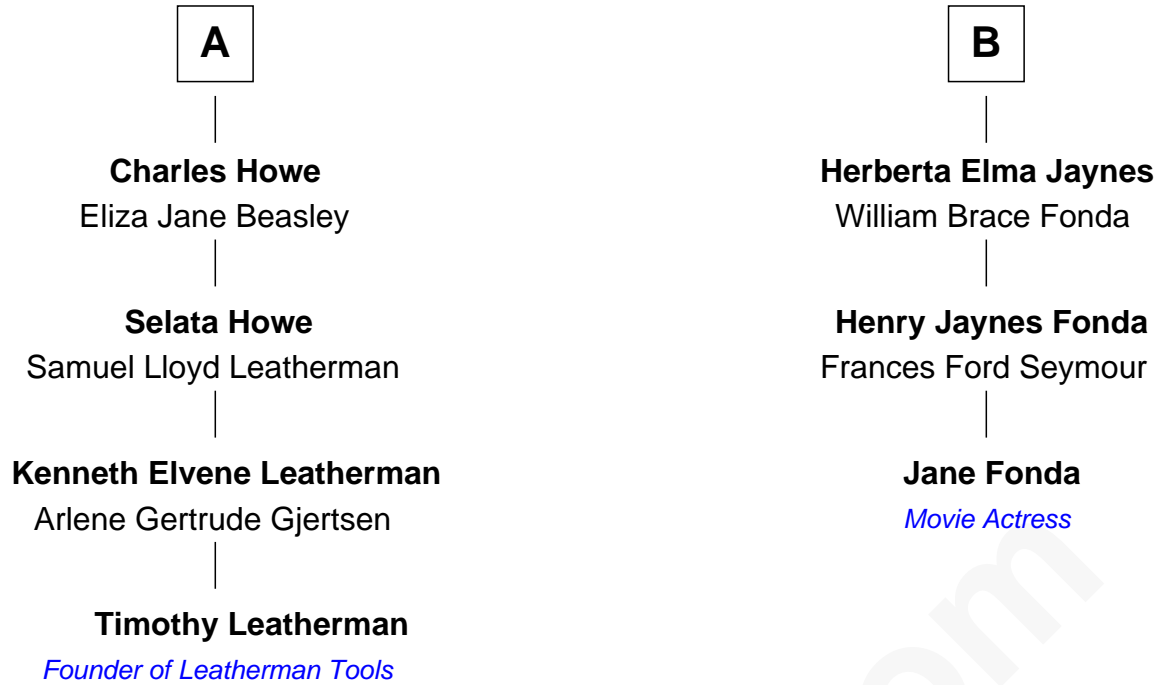 A
Charles Howe
Eliza Jane Beasley
Selata Howe
Samuel Lloyd Leatherman
Kenneth Elvene Leatherman
Arlene Gertrude Gjertsen
Timothy Leatherman
Founder of Leatherman Tools
B
Herberta Elma Jaynes
William Brace Fonda
Henry Jaynes Fonda
Frances Ford Seymour
Jane Fonda
Movie Actress
om